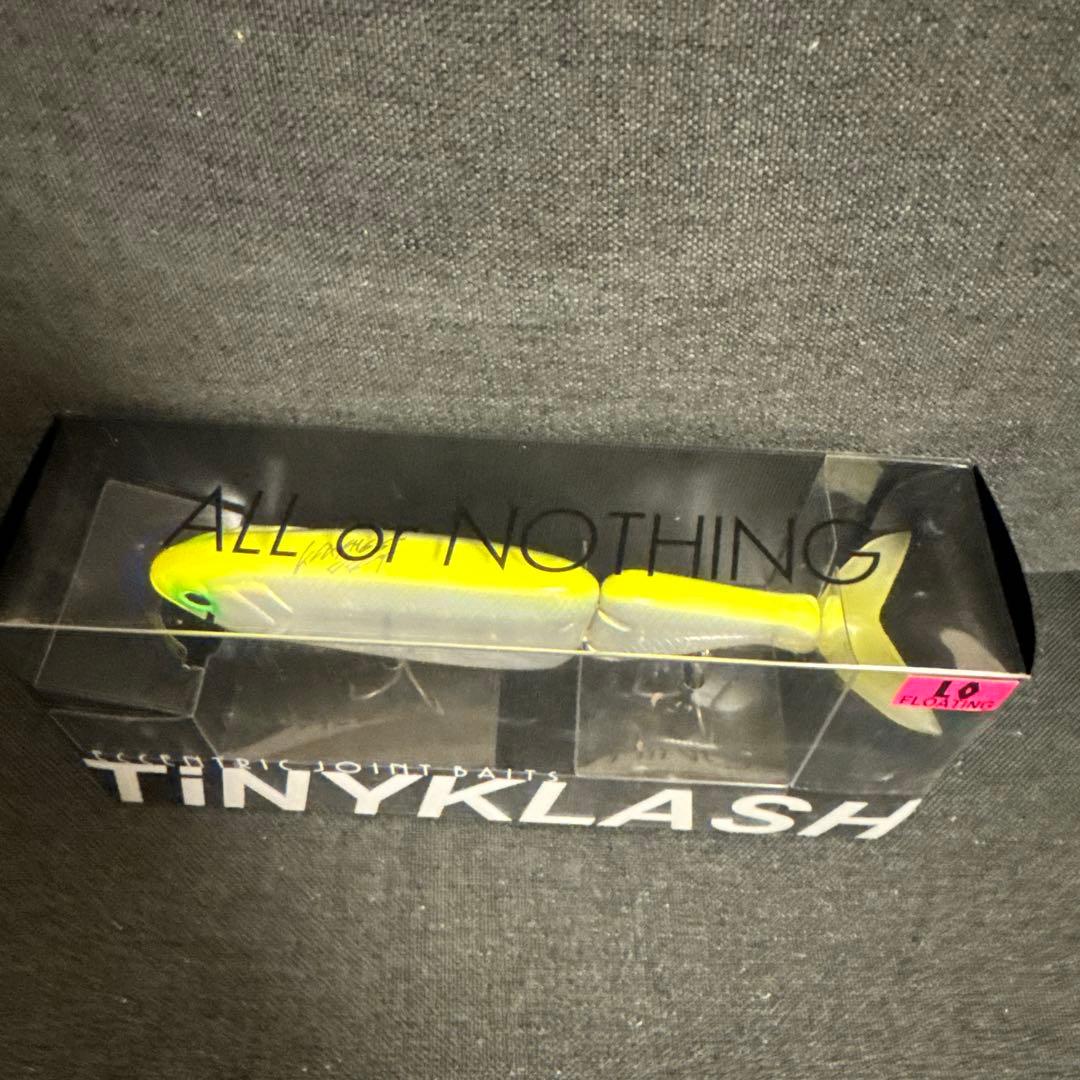 ALL or NOTHING
LO
FLOATING
ECCENTRIC JOINT BAITS
TiNYKLASH